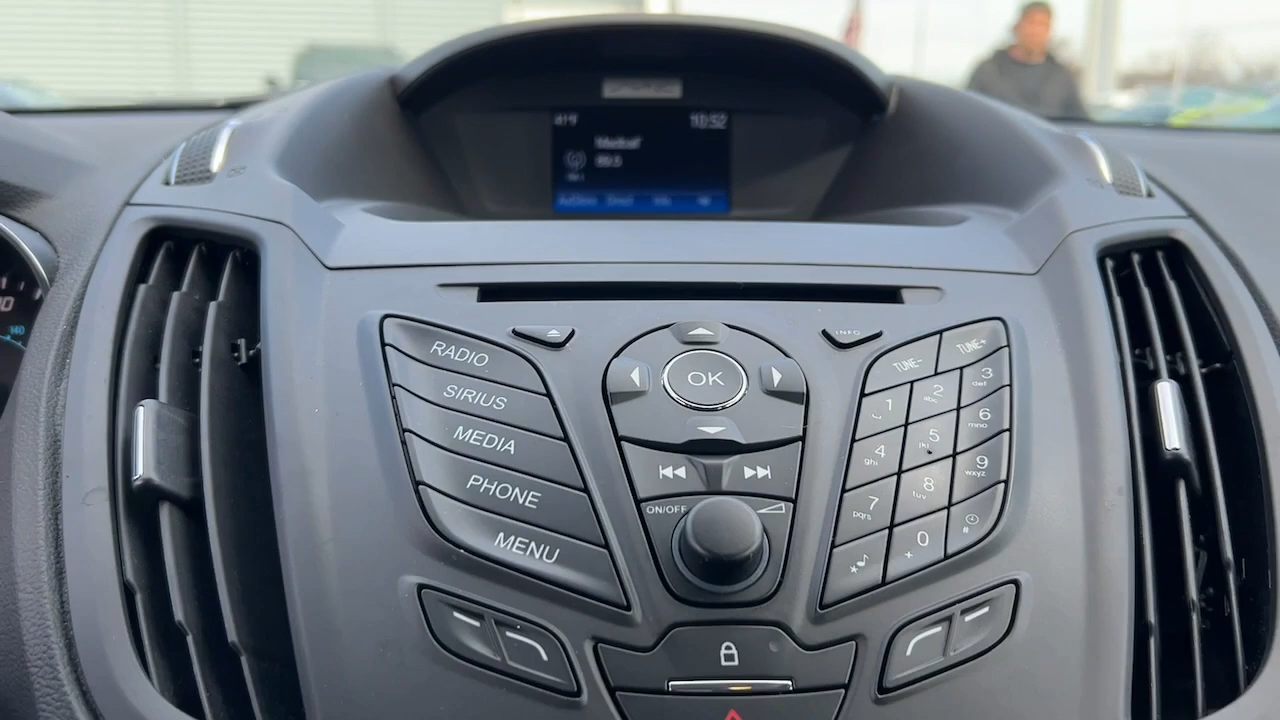 41°F
10:52
RADIO
SIRIUS
MEDIA
PHONE
MENU
INFO
OK
ON/OFF
TUNE-
TUNE+
1
2 abc
3 def
4 ghi
5 jkl
6 mno
7 pqrs
8 tuv
9 wxyz
*
+ 0
#
140